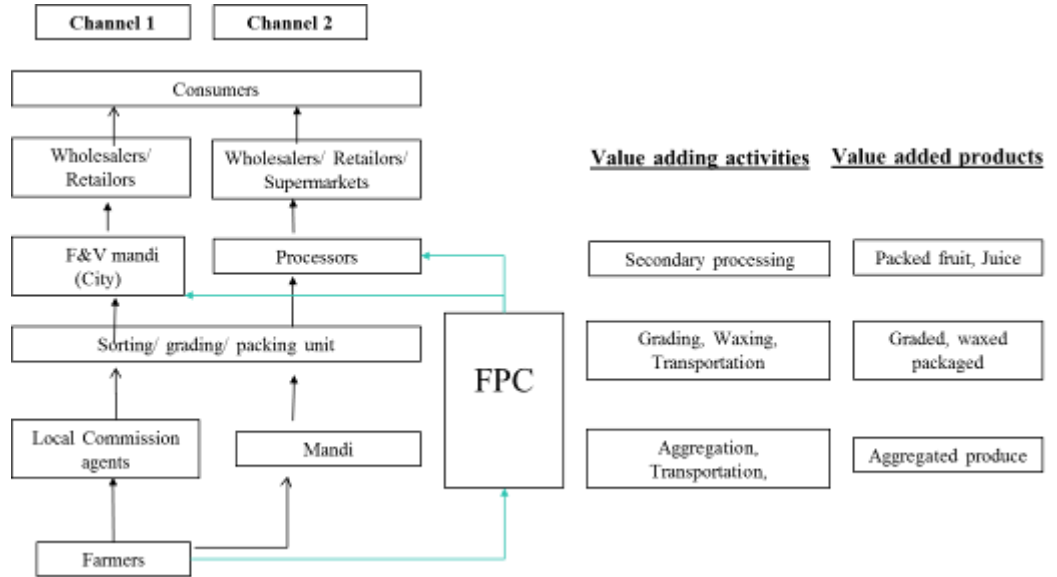 Channel 1
Channel 2
Consumers
Wholesalers/
Retailors
Wholesalers/ Retailors/
Supermarkets
Value adding activities
Value added products
F&V mandi
(City)
Processors
Secondary processing
Packed fruit, Juice
Sorting/ grading/ packing unit
FPC
Grading, Waxing,
Transportation
Graded, waxed
packaged
Local Commission
agents
Mandi
Aggregation,
Transportation,
Aggregated produce
Farmers